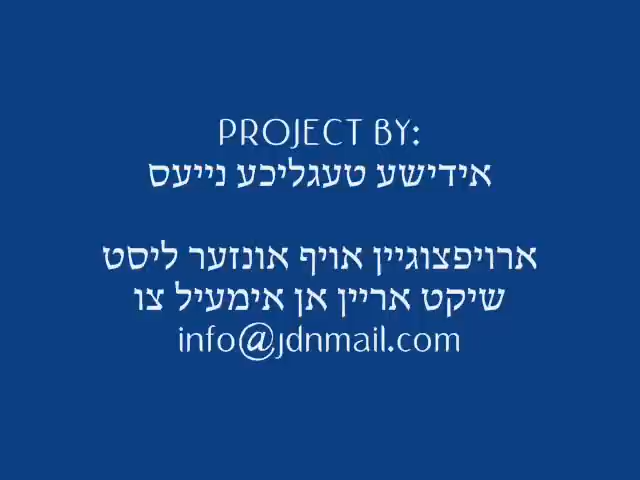 PROJECT BY:
אידישע טעגליכע נייעס
ארויפצוגיין אויף אונזער ליסט
שיקט אריין אן אימעיל צו
info@jdnmail.com